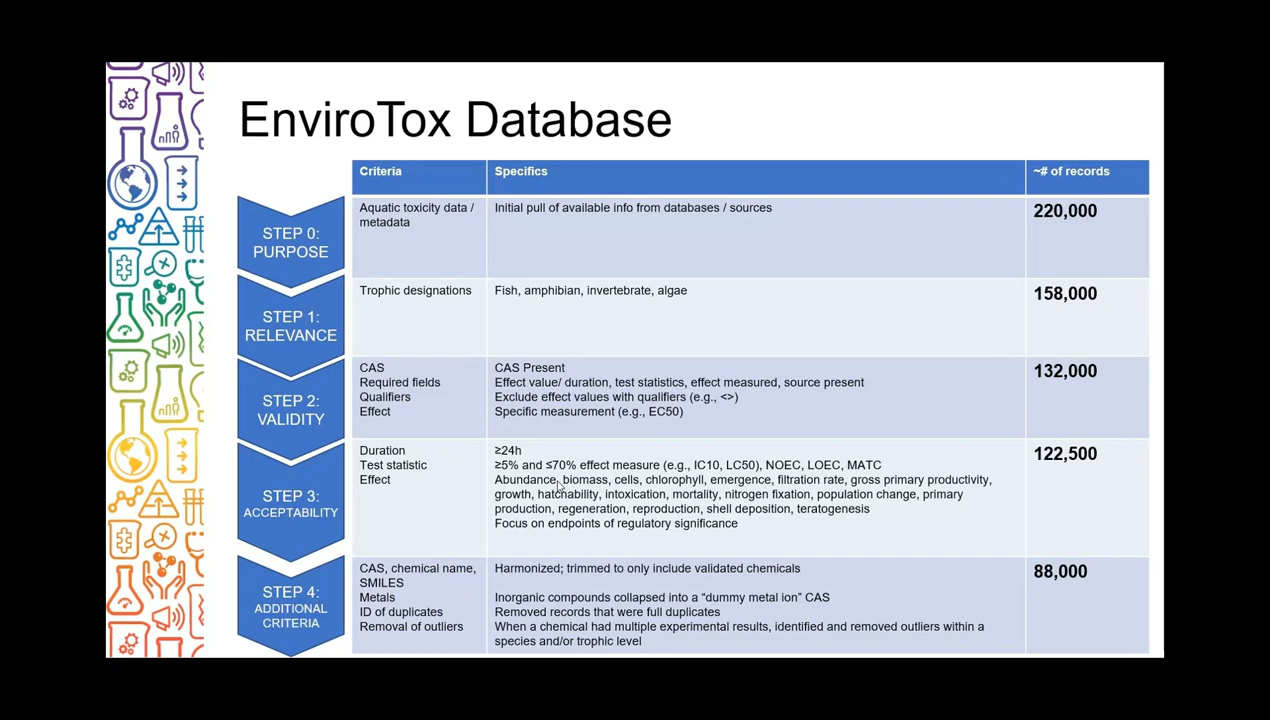 EnviroTox Database
Criteria
Specifics
~# of records
STEP 0:
PURPOSE
Aquatic toxicity data /
metadata
Initial pull of available info from databases / sources
220,000
STEP 1:
RELEVANCE
Trophic designations
Fish, amphibian, invertebrate, algae
158,000
STEP 2:
VALIDITY
CAS
Required fields
Qualifiers
Effect
CAS Present
Effect value/ duration, test statistics, effect measured, source present
Exclude effect values with qualifiers (e.g., <>)
Specific measurement (e.g., EC50)
132,000
STEP 3:
ACCEPTABILITY
Duration
Test statistic
Effect
≥24h
≥5% and ≤70% effect measure (e.g., IC10, LC50), NOEC, LOEC, MATC
Abundance, biomass, cells, chlorophyll, emergence, filtration rate, gross primary productivity,
growth, hatchability, intoxication, mortality, nitrogen fixation, population change, primary
production, regeneration, reproduction, shell deposition, teratogenesis
Focus on endpoints of regulatory significance
122,500
STEP 4:
ADDITIONAL
CRITERIA
CAS, chemical name,
SMILES
Metals
ID of duplicates
Removal of outliers
Harmonized; trimmed to only include validated chemicals
Inorganic compounds collapsed into a “dummy metal ion” CAS
Removed records that were full duplicates
When a chemical had multiple experimental results, identified and removed outliers within a
species and/or trophic level
88,000